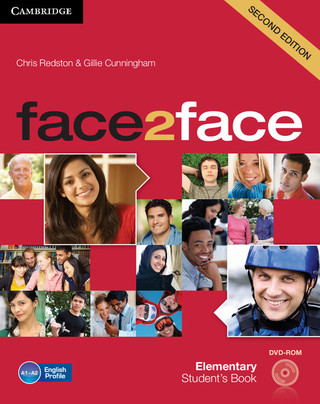 CAMBRIDGE
SECOND EDITION
Chris Redston & Gillie Cunningham
face2face
DVD-ROM
Elementary
Student's Book
A1–A2
English
Profile